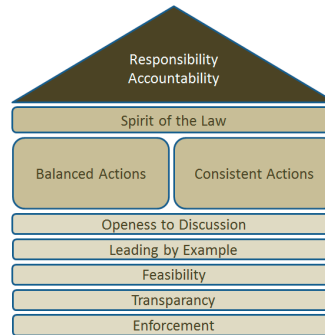 Responsibility
Accountability
Spirit of the Law
Balanced Actions
Consistent Actions
Openess to Discussion
Leading by Example
Feasibility
Transparancy
Enforcement